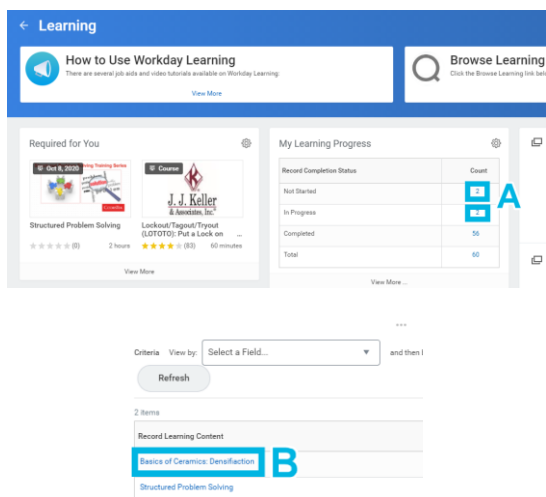 ← Learning
How to Use Workday Learning
There are several job aids and video tutorials available on Workday Learning:
View More
Browse Learning
Click the Browse Learning link bel
Required for You
Oct 8, 2020
Solving Training Series
Course
J. J. Keller
& Associates, Inc.
Structured Problem Solving
Lockout/Tagout/Tryout (LOTOTO): Put a Lock on ...
(0) 2 hours
(83) 60 minutes
View More
My Learning Progress
Record Completion Status Count
Not Started 2
In Progress 2
A
Completed 56
Total 60
View More ...
...
Criteria View by: Select a Field... and then
Refresh
2 items
Record Learning Content
Basics of Ceramics: Densifiaction
B
Structured Problem Solving